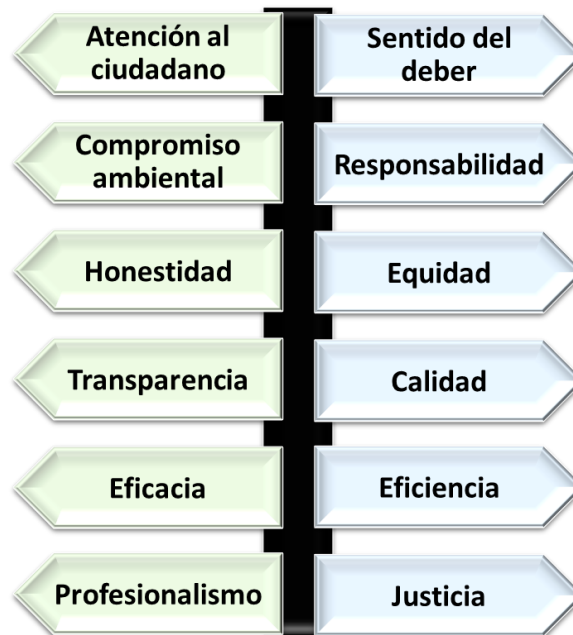 Atención al
ciudadano
Sentido del
deber
Compromiso
ambiental
Responsabilidad
Honestidad
Equidad
Transparencia
Calidad
Eficacia
Eficiencia
Profesionalismo
Justicia